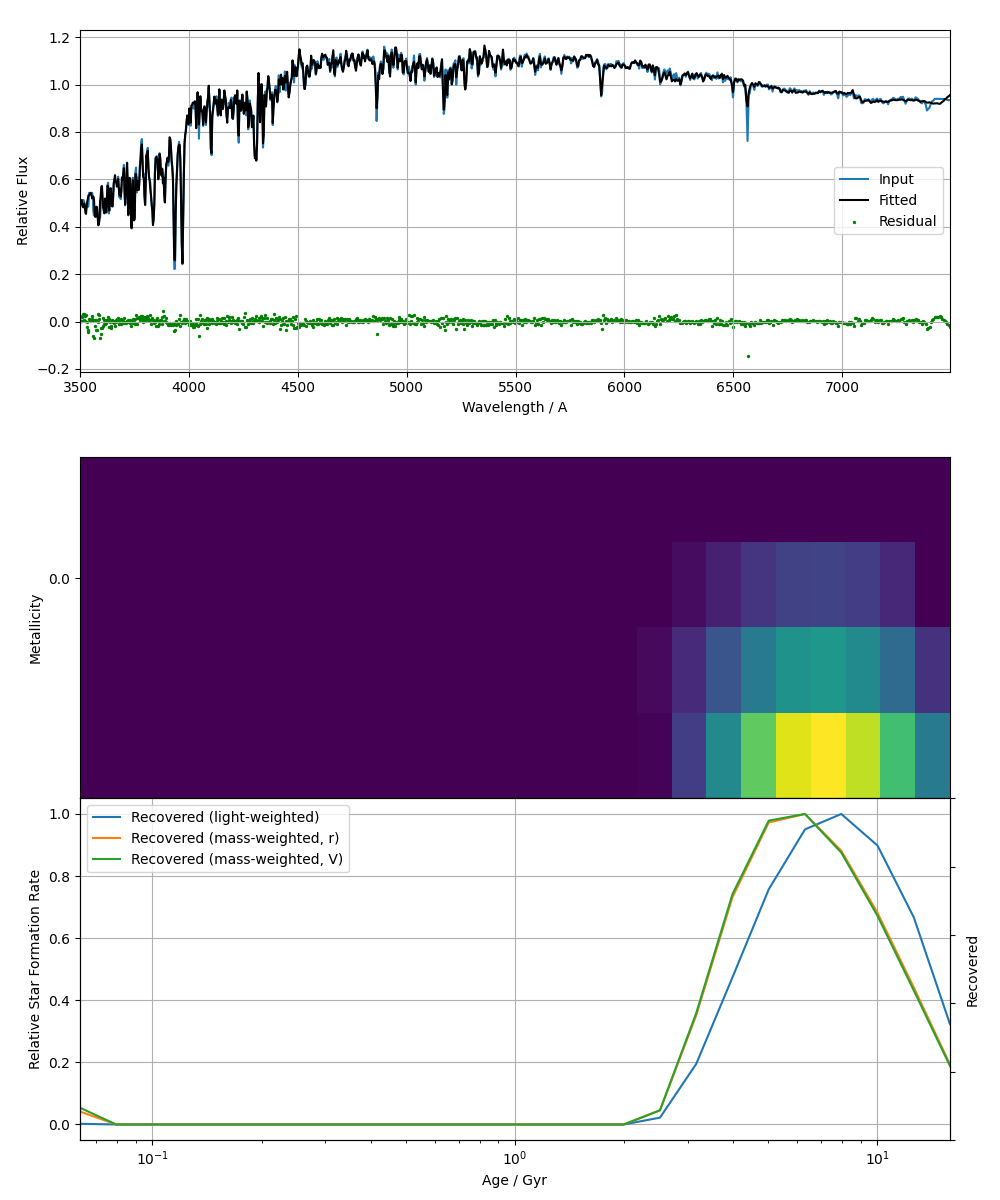 1.2
1.0
0.8
0.6
0.4
0.2
0.0
−0.2
Relative Flux
Input
Fitted
Residual
3500 4000 4500 5000 5500 6000 6500 7000
Wavelength / A
0.0
Metallicity
1.0
0.8
0.6
0.4
0.2
0.0
Relative Star Formation Rate
Recovered (light-weighted)
Recovered (mass-weighted, r)
Recovered (mass-weighted, V)
Recovered
10⁻¹ 10⁰ 10¹
Age / Gyr